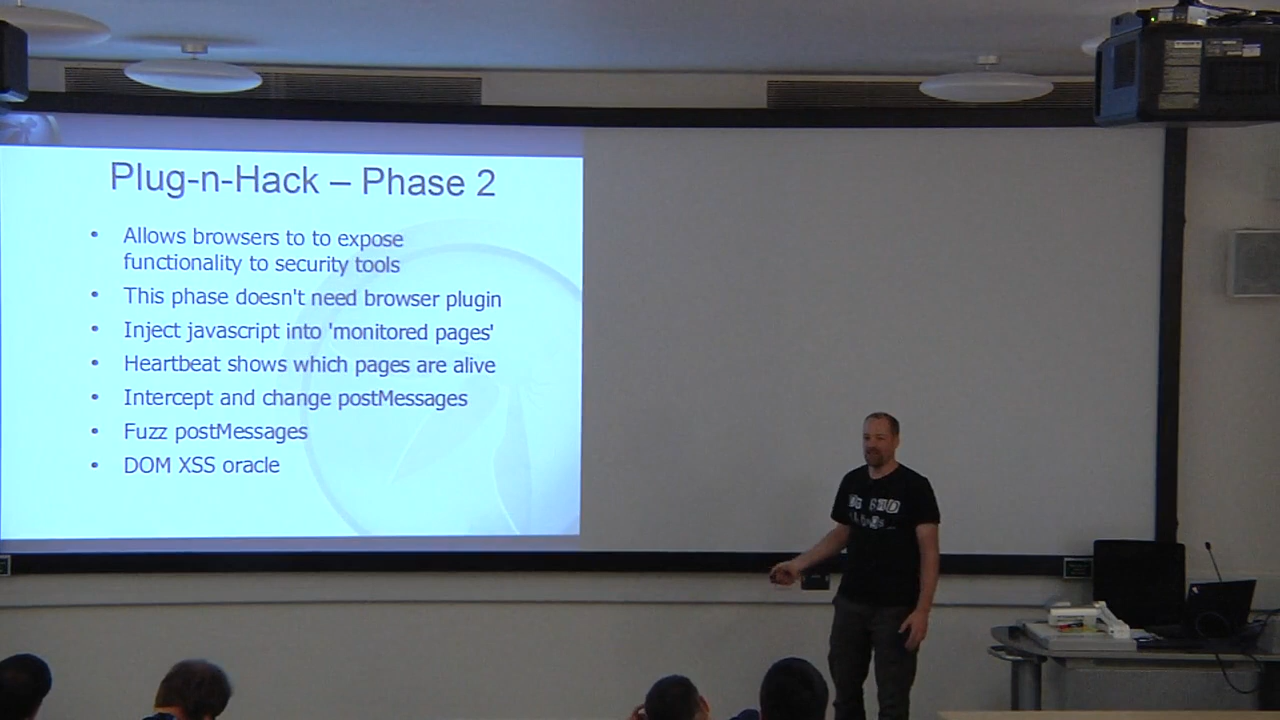 Plug-n-Hack – Phase 2
• Allows browsers to to expose
functionality to security tools
• This phase doesn't need browser plugin
• Inject javascript into 'monitored pages'
• Heartbeat shows which pages are alive
• Intercept and change postMessages
• Fuzz postMessages
• DOM XSS oracle